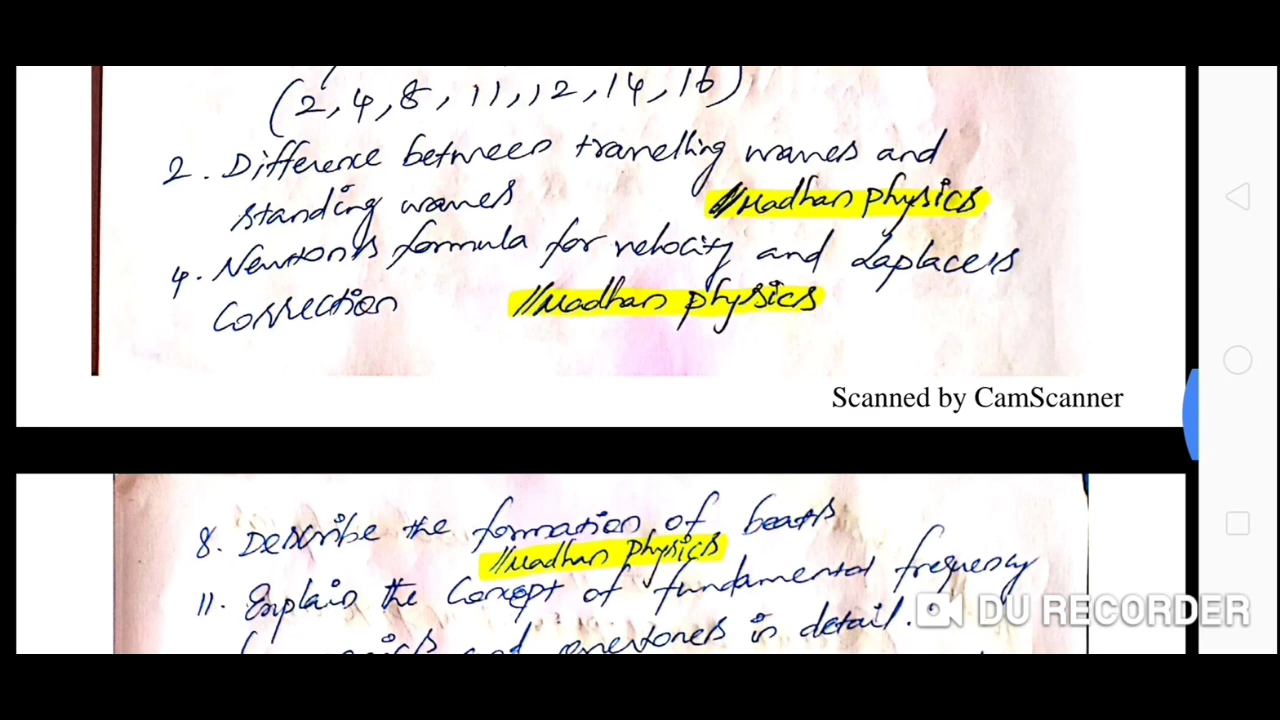 (2, 4, 8, 11, 12, 14, 16)
2. Difference between travelling waves and
standing waves //Madhan physics
4. Newton's formula for velocity and Laplace's
Correction //Madhan physics
Scanned by CamScanner
8. Describe the formation of beats
//Madhan physics
11. Explain the Concept of fundamental frequency
DU RECORDER
and overtones in detail.